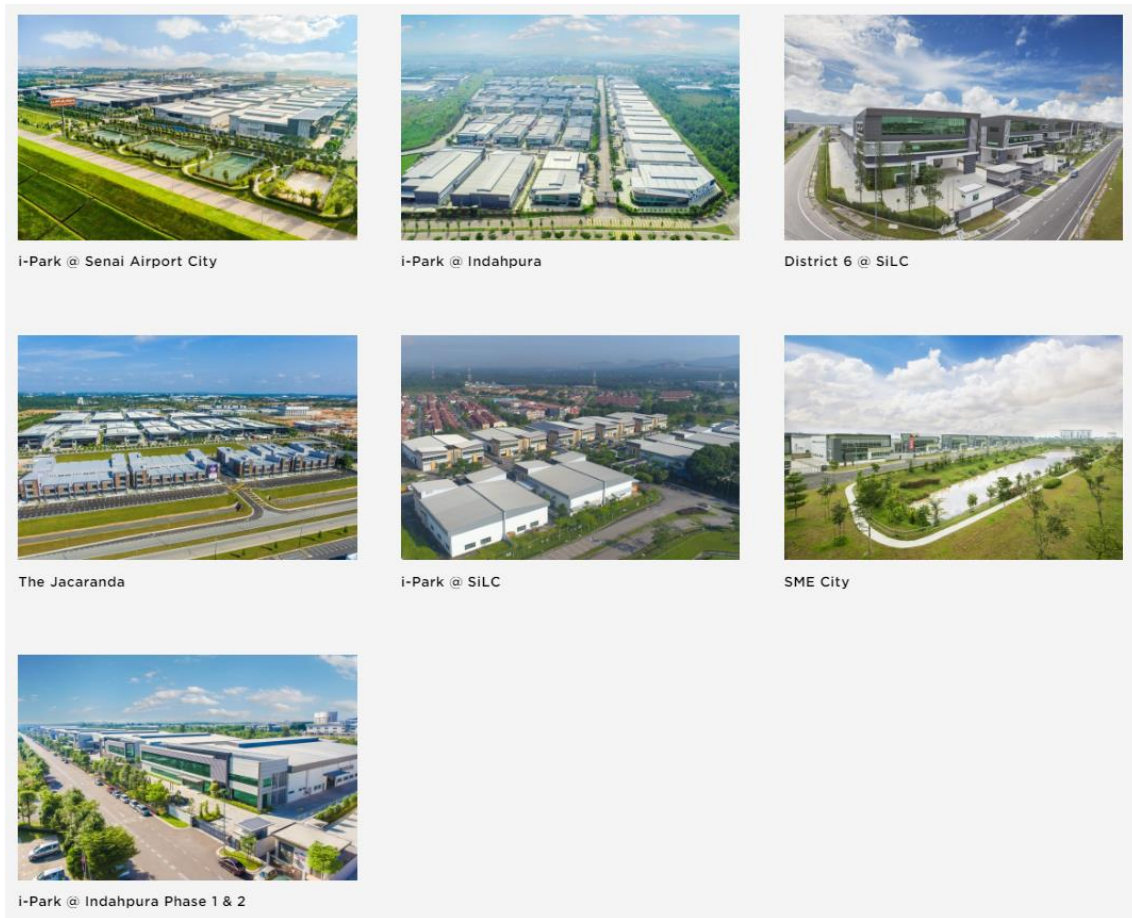 i-Park @ Senai Airport City
i-Park @ Indahpura
District 6 @ SiLC
The Jacaranda
i-Park @ SiLC
SME City
i-Park @ Indahpura Phase 1 & 2